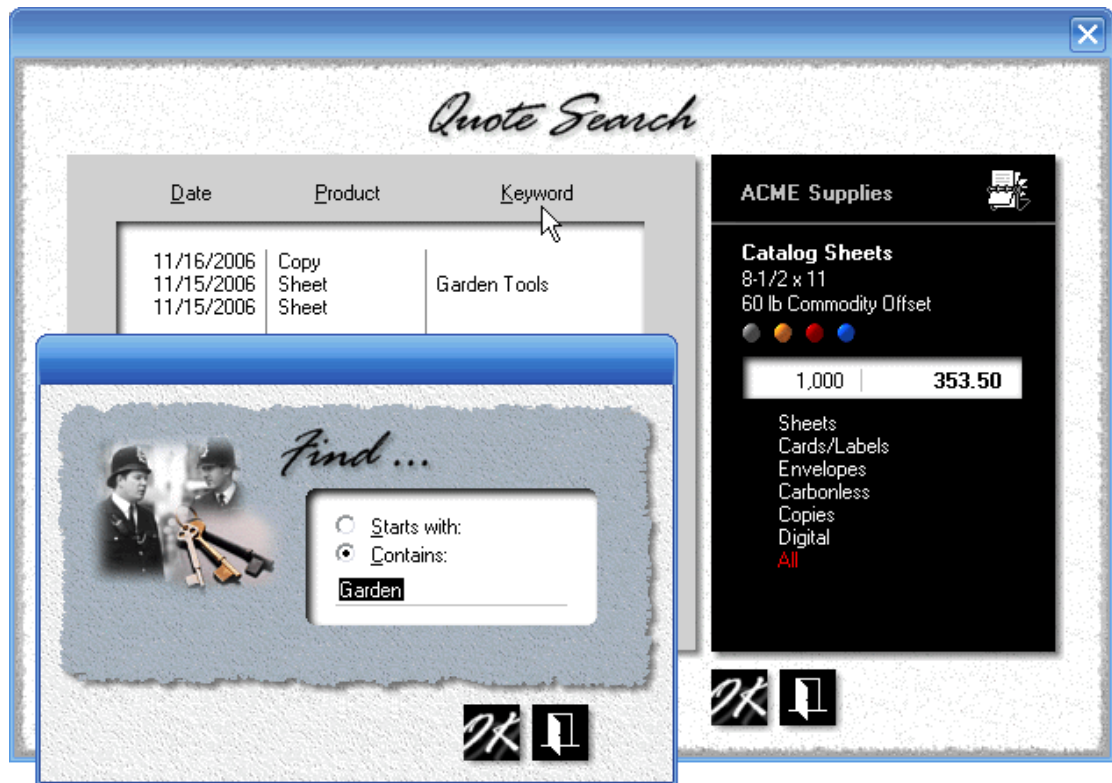 Quote Search
Date Product Keyword
11/16/2006 Copy
11/15/2006 Sheet Garden Tools
11/15/2006 Sheet
ACME Supplies
Catalog Sheets
8-1/2 x 11
60 lb Commodity Offset
1,000 353.50
Sheets
Cards/Labels
Envelopes
Carbonless
Copies
Digital
All
OK
Find ...
Starts with:
Contains:
Garden
OK